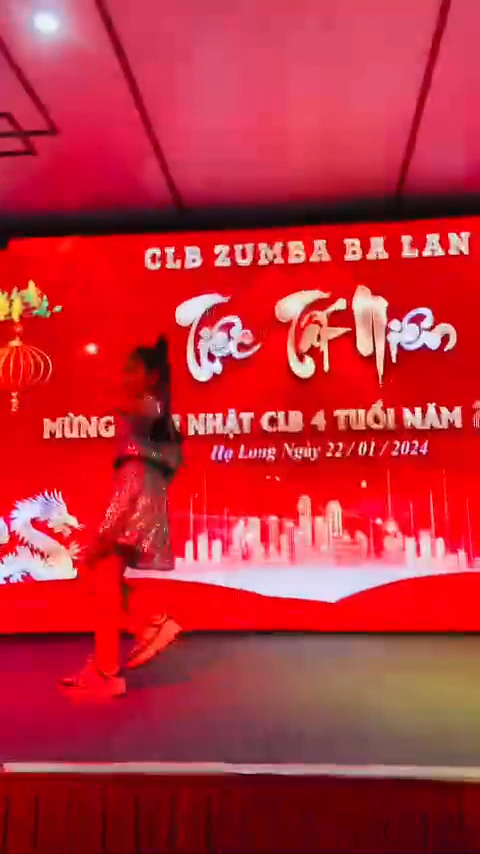 CLB ZUMBA BA LAN
Tiệc Tất Niên
MỪNG NHẬT CLB 4 TUỔI NĂM
Hạ Long Ngày 22/01/2024